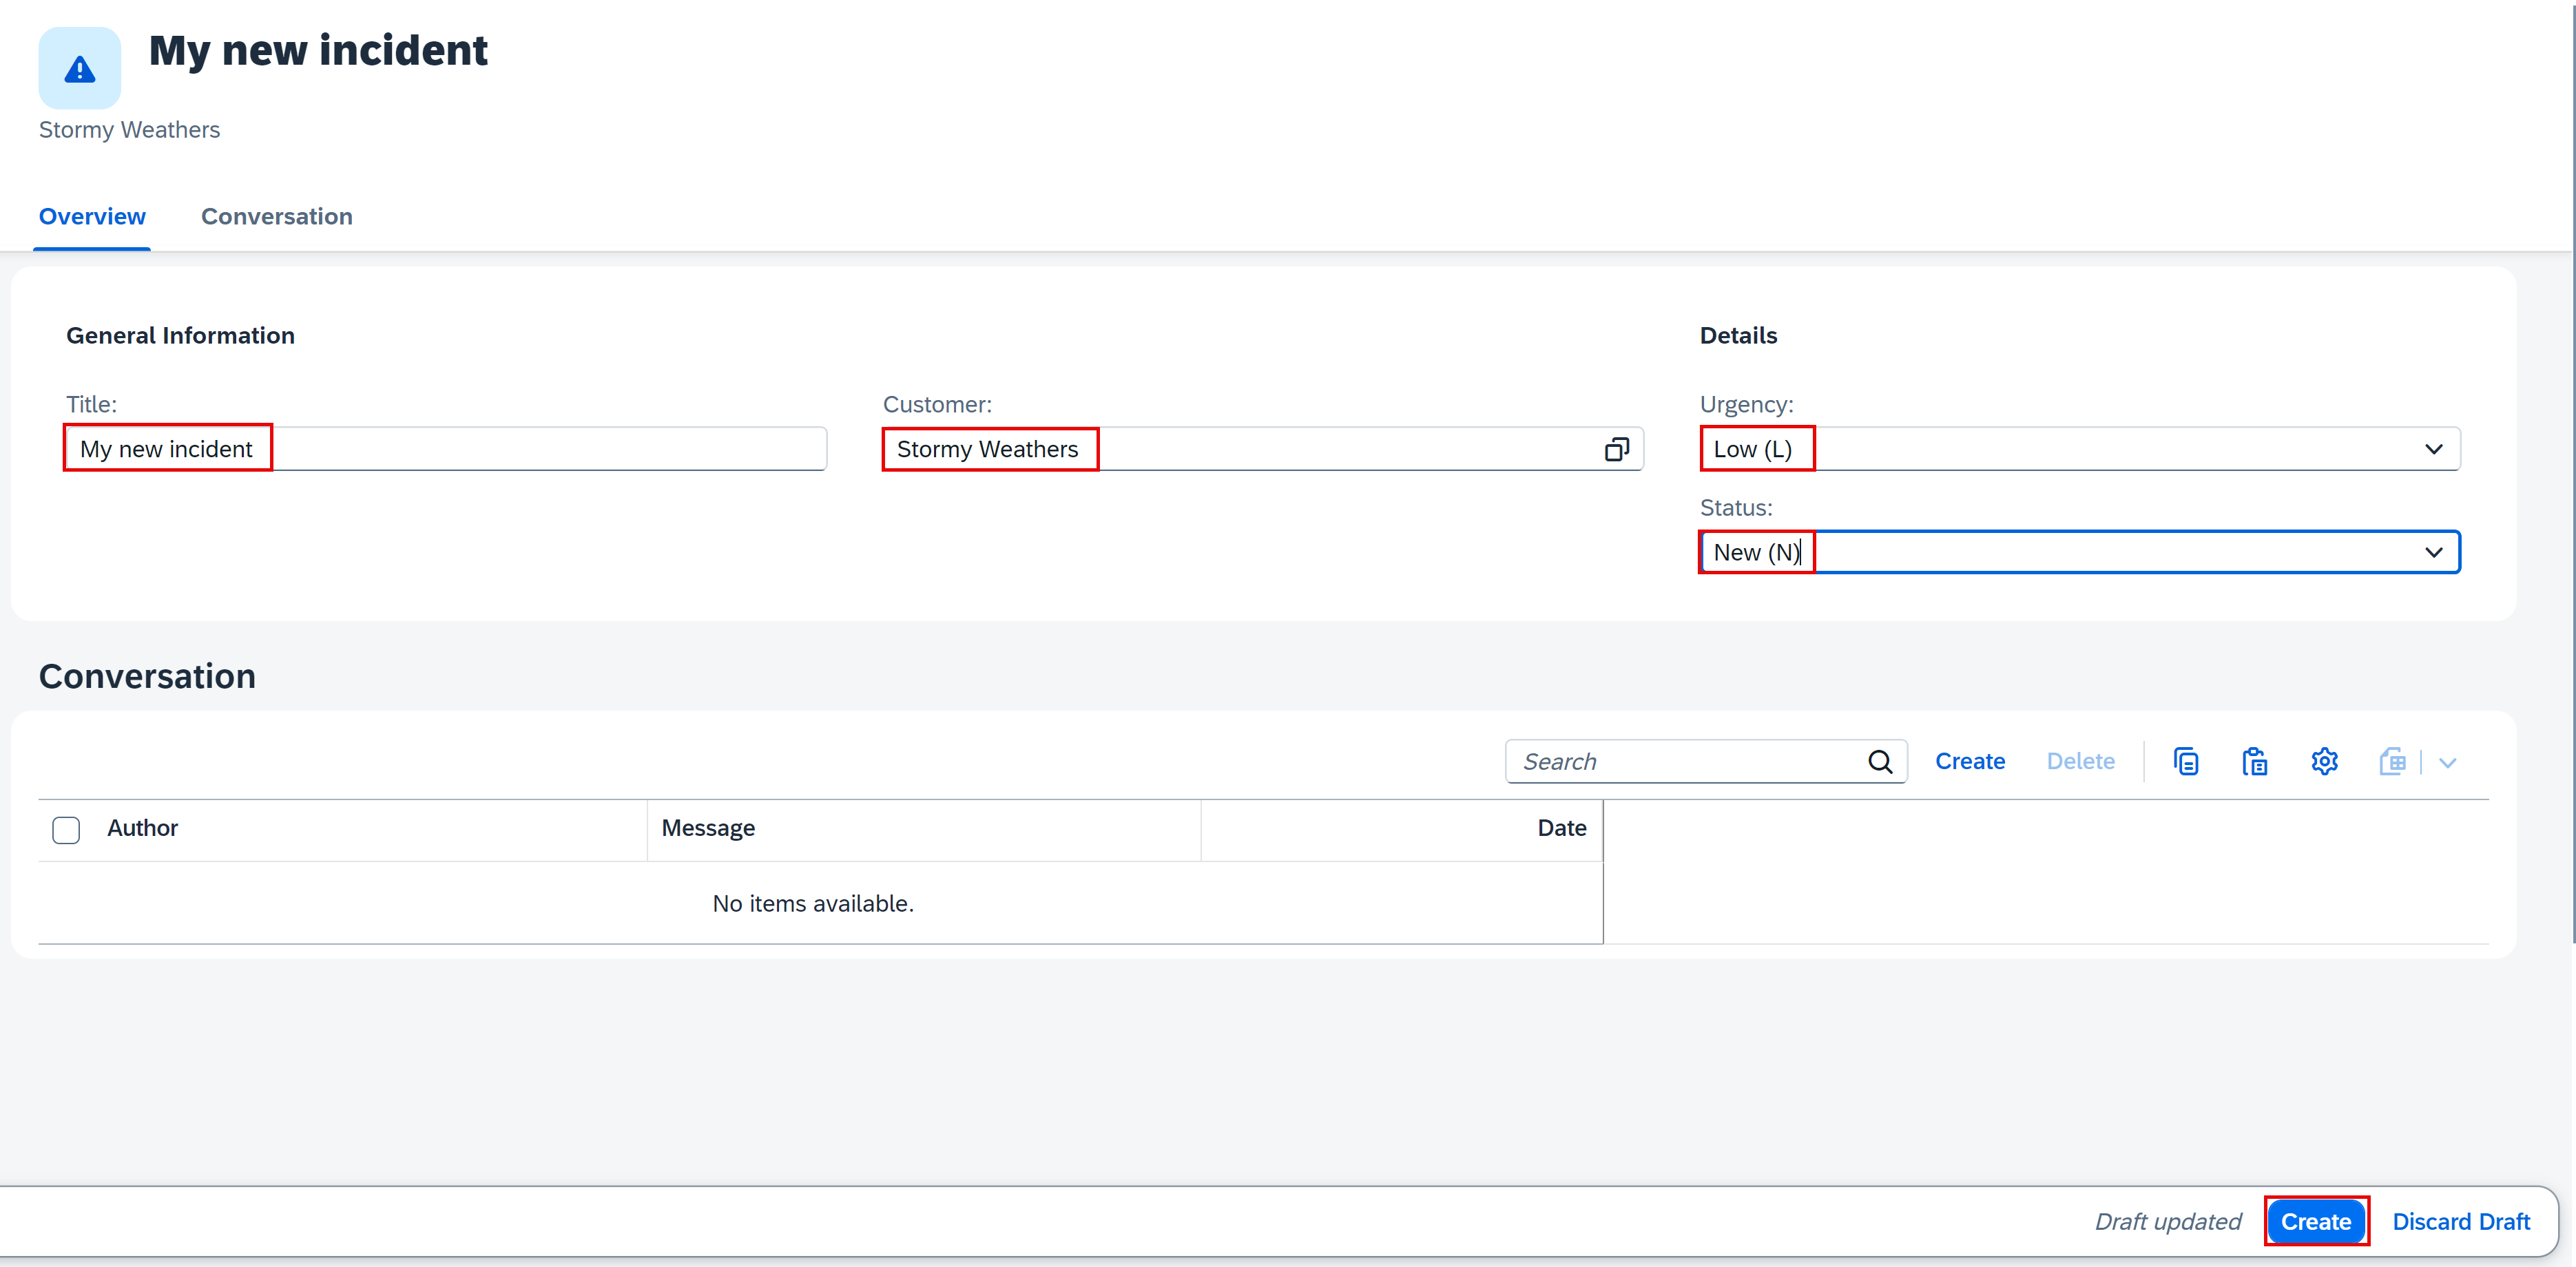 My new incident
Stormy Weathers
Overview Conversation
General Information
Details
Title:
Customer:
Urgency:
My new incident
Stormy Weathers
Low (L)
Status:
New (N)
Conversation
Search Create Delete
Author Message Date
No items available.
Draft updated Create Discard Draft